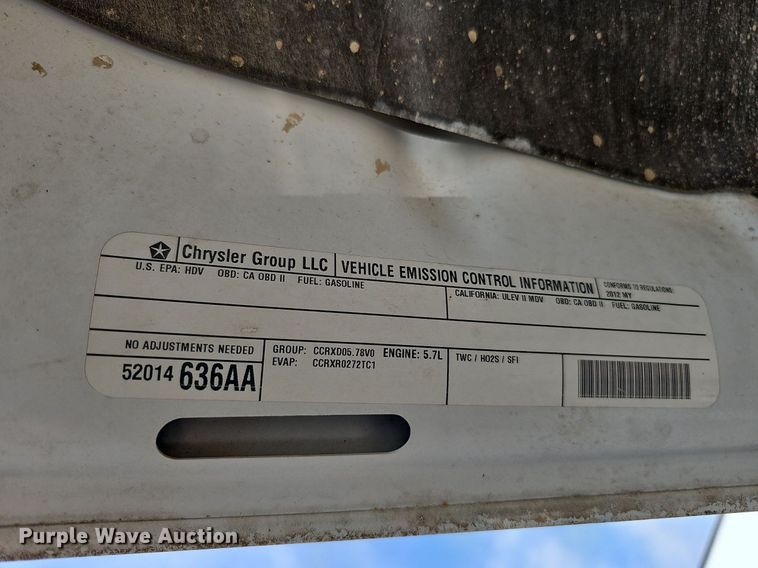 Chrysler Group LLC
VEHICLE EMISSION CONTROL INFORMATION
CONFORMS TO REGULATIONS:
2012 MY
U.S. EPA: HDV OBD: CA OBD II FUEL: GASOLINE
CALIFORNIA: ULEV II MDV OBD: CA OBD II FUEL: GASOLINE
NO ADJUSTMENTS NEEDED
52014 636AA
GROUP: CCRXD05.78V0 ENGINE: 5.7L
EVAP: CCRXR0272TC1
TWC / HO2S / SFI
Purple Wave Auction